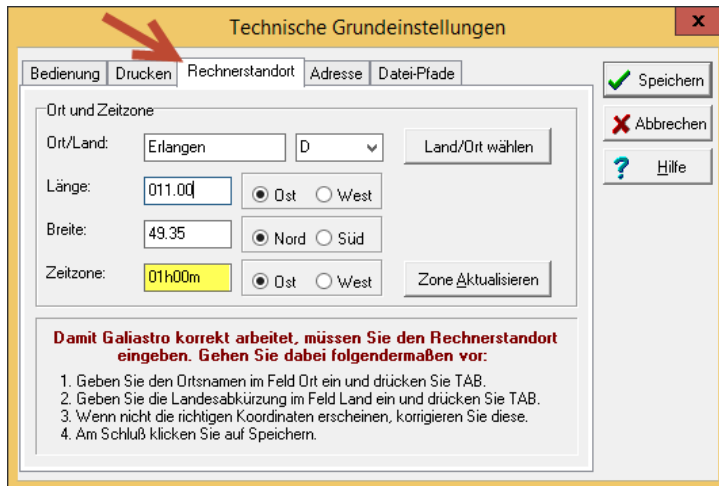 Technische Grundeinstellungen
x
Bedienung Drucken Rechnerstandort Adresse Datei-Pfade
Speichern
Abbrechen
Hilfe
Ort und Zeitzone
Ort/Land: Erlangen D Land/Ort wählen
Länge: 011.00 Ost West
Breite: 49.35 Nord Süd
Zeitzone: 01h00m Ost West Zone Aktualisieren
Damit Galiastro korrekt arbeitet, müssen Sie den Rechnerstandort
eingeben. Gehen Sie dabei folgendermaßen vor:
1. Geben Sie den Ortsnamen im Feld Ort ein und drücken Sie TAB.
2. Geben Sie die Landesabkürzung im Feld Land ein und drücken Sie TAB.
3. Wenn nicht die richtigen Koordinaten erscheinen, korrigieren Sie diese.
4. Am Schluß klicken Sie auf Speichern.